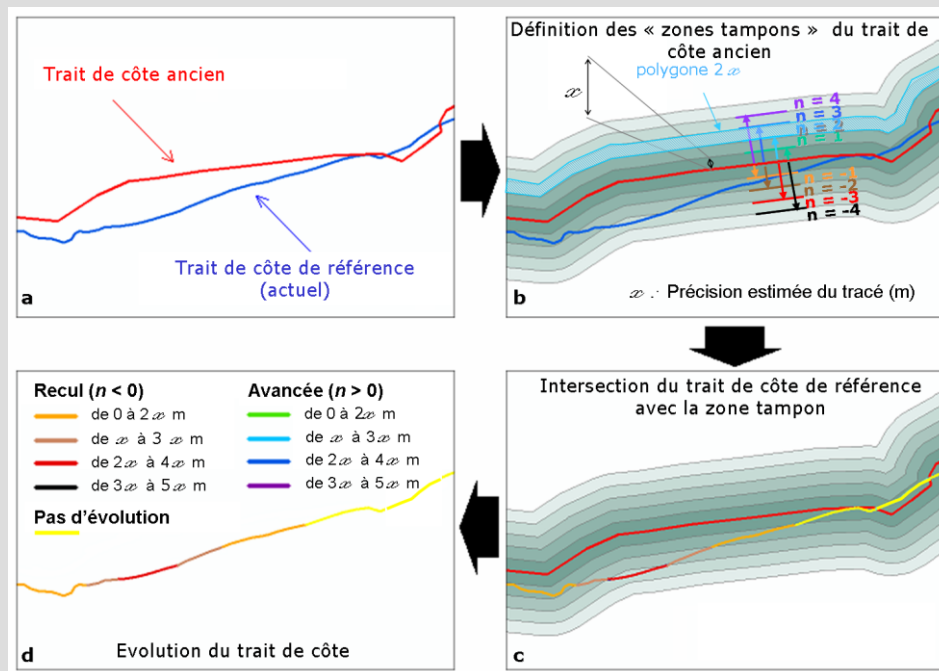 Trait de côte ancien
Trait de côte de référence
(actuel)
a
Définition des « zones tampons » du trait de
côte ancien
polygone 2 x
x
n = 4
n = 3
n = 2
n = 1
n = -1
n = -2
n = -3
n = -4
x : Précision estimée du tracé (m)
b
Recul (n < 0)
de 0 à 2x m
de x à 3 x m
de 2x à 4x m
de 3x à 5x m
Pas d'évolution
Avancée (n > 0)
de 0 à 2x m
de x à 3x m
de 2x à 4x m
de 3x à 5x m
Evolution du trait de côte
d
Intersection du trait de côte de référence
avec la zone tampon
c